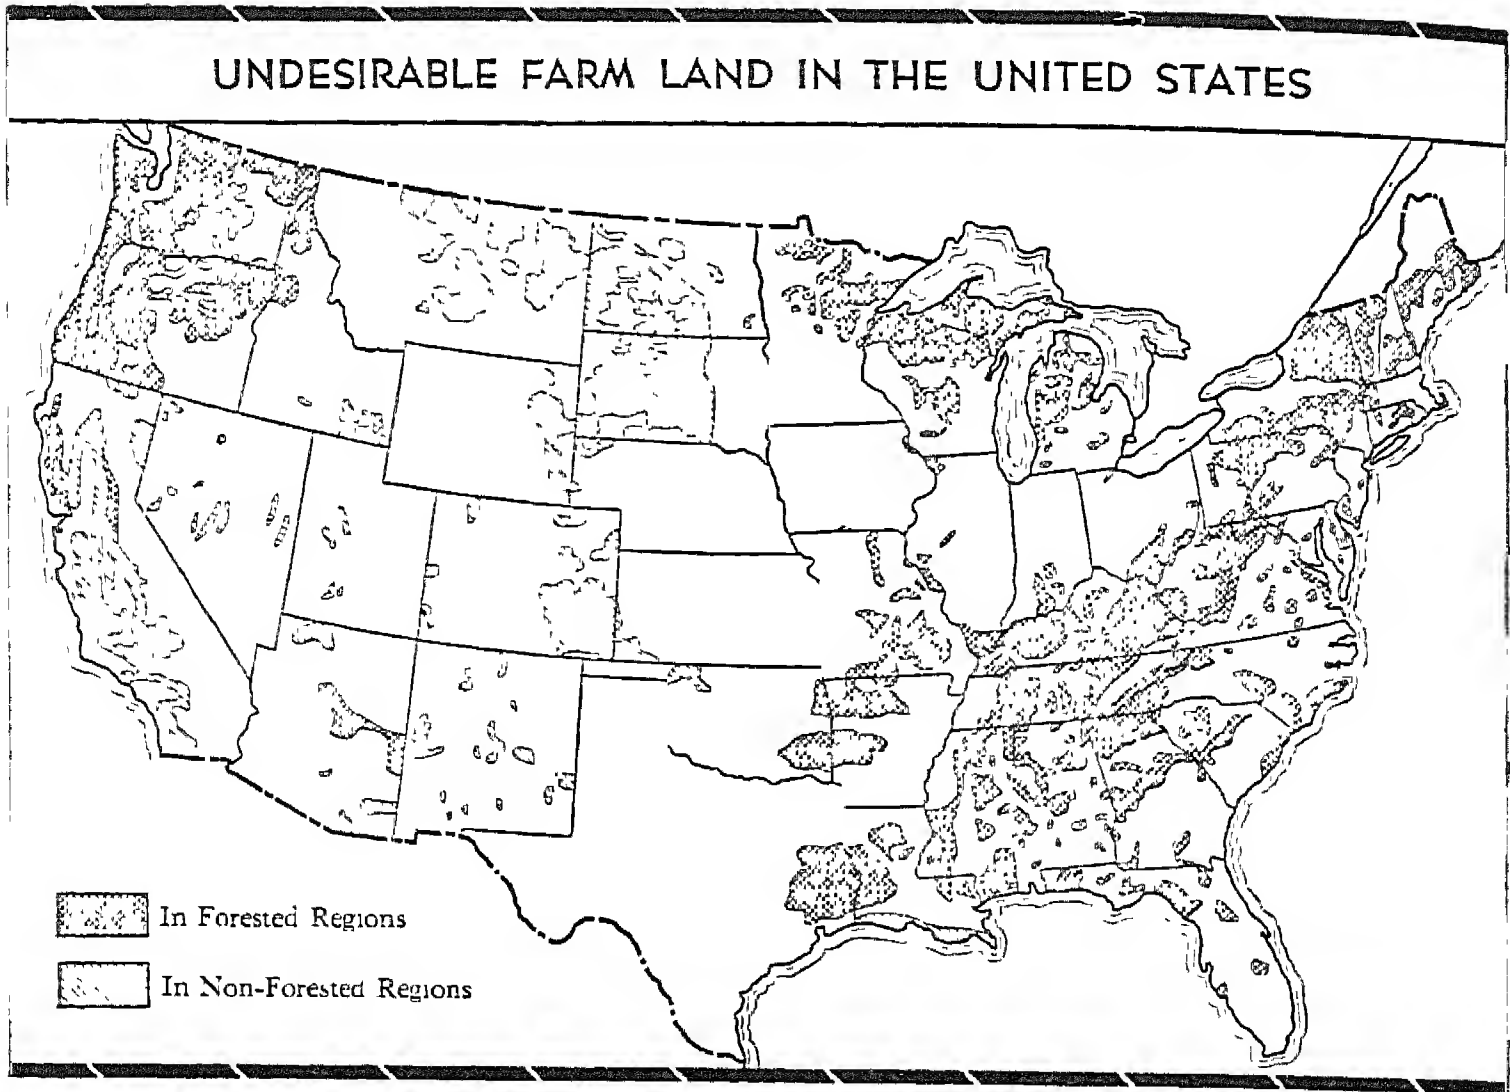 UNDESIRABLE FARM LAND IN THE UNITED STATES
In Forested Regions
In Non-Forested Regions